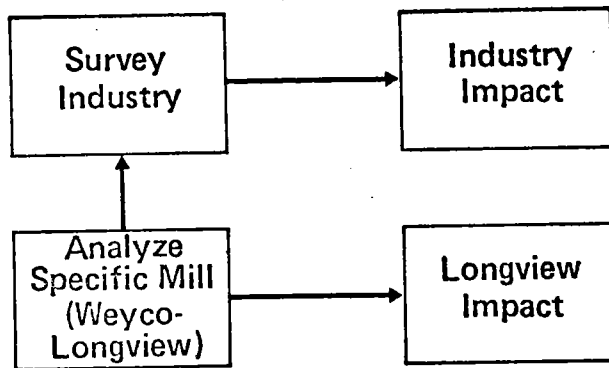 Survey
Industry
Industry
Impact
Analyze
Specific Mill
(Weyco-
Longview)
Longview
Impact